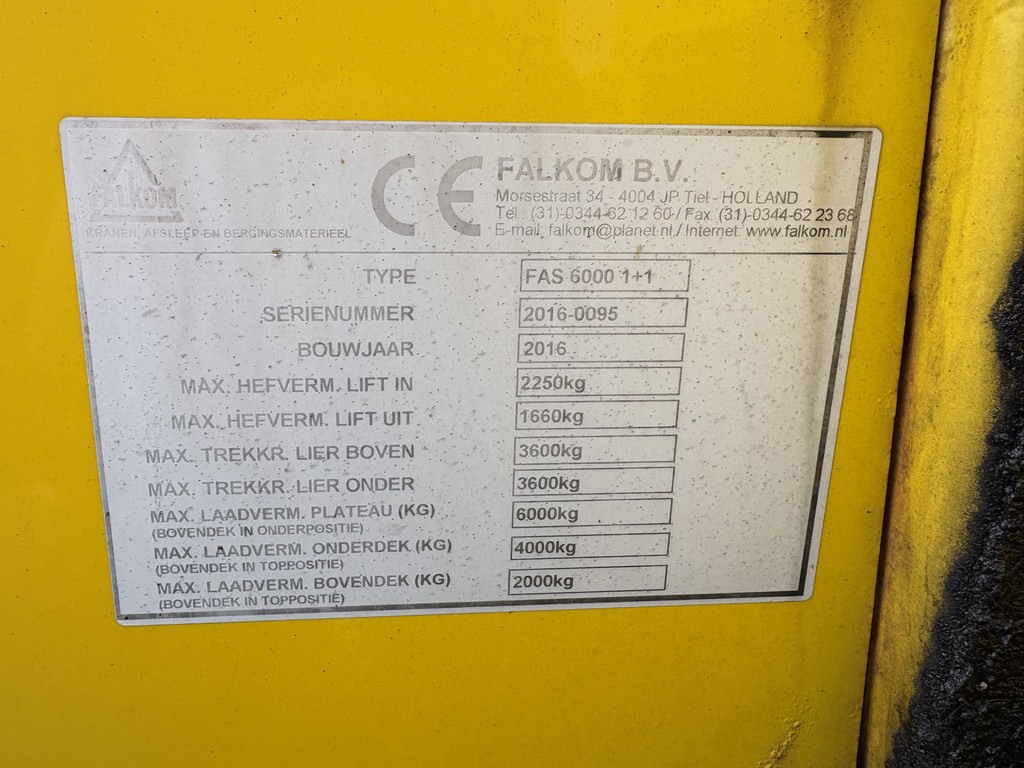 FALKOM
KRANEN, AFSLEEP-EN BERGINGSMATERIEEL
CE
FALKOM B.V.
Morsestraat 34 - 4004 JP Tiel - HOLLAND
Tel.: (31)-0344-62 12 60 / Fax: (31)-0344-62 23 68
E-mail: falkom@planet.nl / Internet: www.falkom.nl
TYPE FAS 6000 1+1
SERIENUMMER 2016-0095
BOUWJAAR 2016
MAX. HEFVERM. LIFT IN 2250kg
MAX. HEFVERM. LIFT UIT 1660kg
MAX. TREKKR. LIER BOVEN 3600kg
MAX. TREKKR. LIER ONDER 3600kg
MAX. LAADVERM. PLATEAU (KG) 6000kg
(BOVENDEK IN ONDERPOSITIE)
MAX. LAADVERM. ONDERDEK (KG) 4000kg
(BOVENDEK IN TOPPOSITIE)
MAX. LAADVERM. BOVENDEK (KG) 2000kg
(BOVENDEK IN TOPPOSITIE)